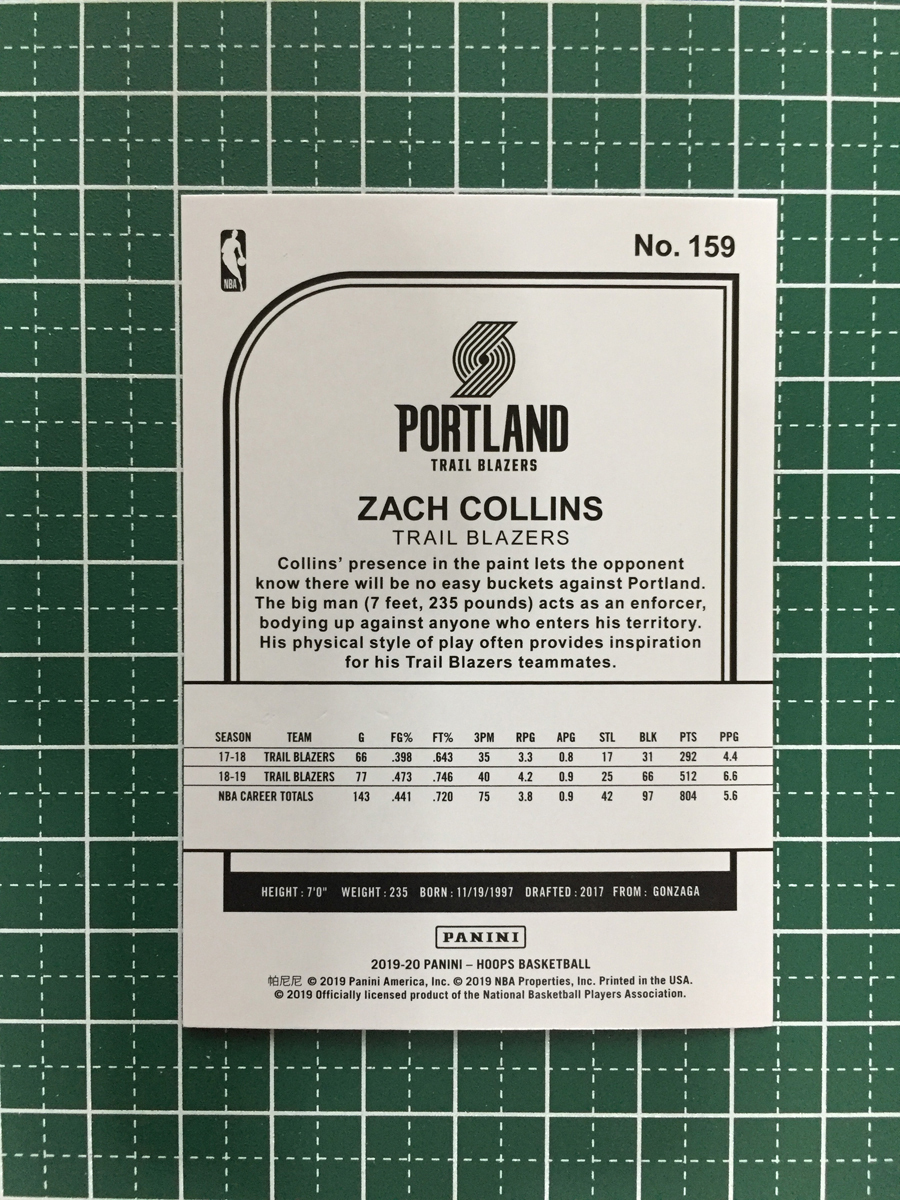 No. 159
NBA
PORTLAND
TRAIL BLAZERS
ZACH COLLINS
TRAIL BLAZERS
Collins' presence in the paint lets the opponent
know there will be no easy buckets against Portland.
The big man (7 feet, 235 pounds) acts as an enforcer,
bodying up against anyone who enters his territory.
His physical style of play often provides inspiration
for his Trail Blazers teammates.
SEASON TEAM G FG% FT% 3PM RPG APG STL BLK PTS PPG
17-18 TRAIL BLAZERS 66 .398 .643 35 3.3 0.8 17 31 292 4.4
18-19 TRAIL BLAZERS 77 .473 .746 40 4.2 0.9 25 66 512 6.6
NBA CAREER TOTALS 143 .441 .720 75 3.8 0.9 42 97 804 5.6
HEIGHT: 7'0" WEIGHT: 235 BORN: 11/19/1997 DRAFTED: 2017 FROM: GONZAGA
PANINI
2019-20 PANINI – HOOPS BASKETBALL
帕尼尼 © 2019 Panini America, Inc. © 2019 NBA Properties, Inc. Printed in the USA.
© 2019 Officially licensed product of the National Basketball Players Association.